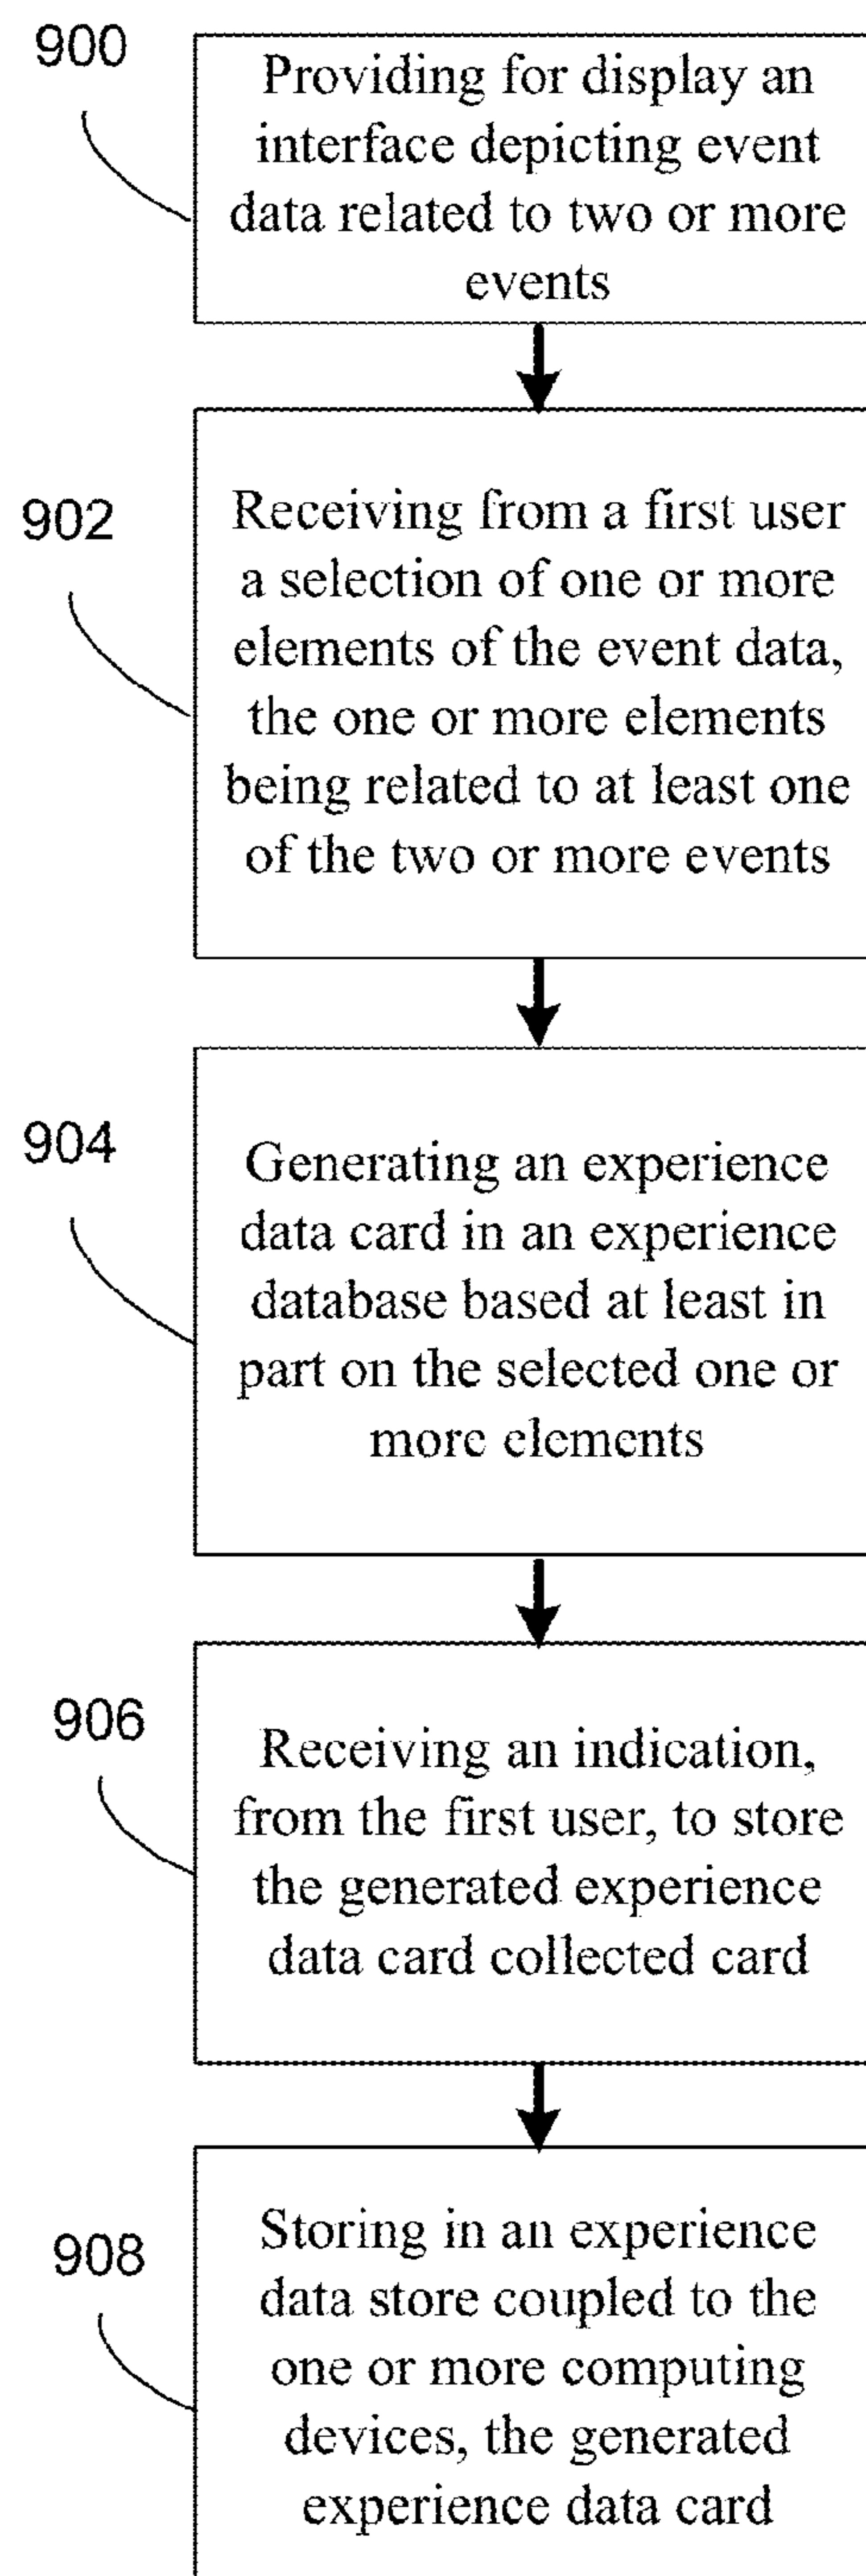 900
Providing for display an
interface depicting event
data related to two or more
events
902
Receiving from a first user
a selection of one or more
elements of the event data,
the one or more elements
being related to at least one
of the two or more events
904
Generating an experience
data card in an experience
database based at least in
part on the selected one or
more elements
906
Receiving an indication,
from the first user, to store
the generated experience
data card collected card
908
Storing in an experience
data store coupled to the
one or more computing
devices, the generated
experience data card